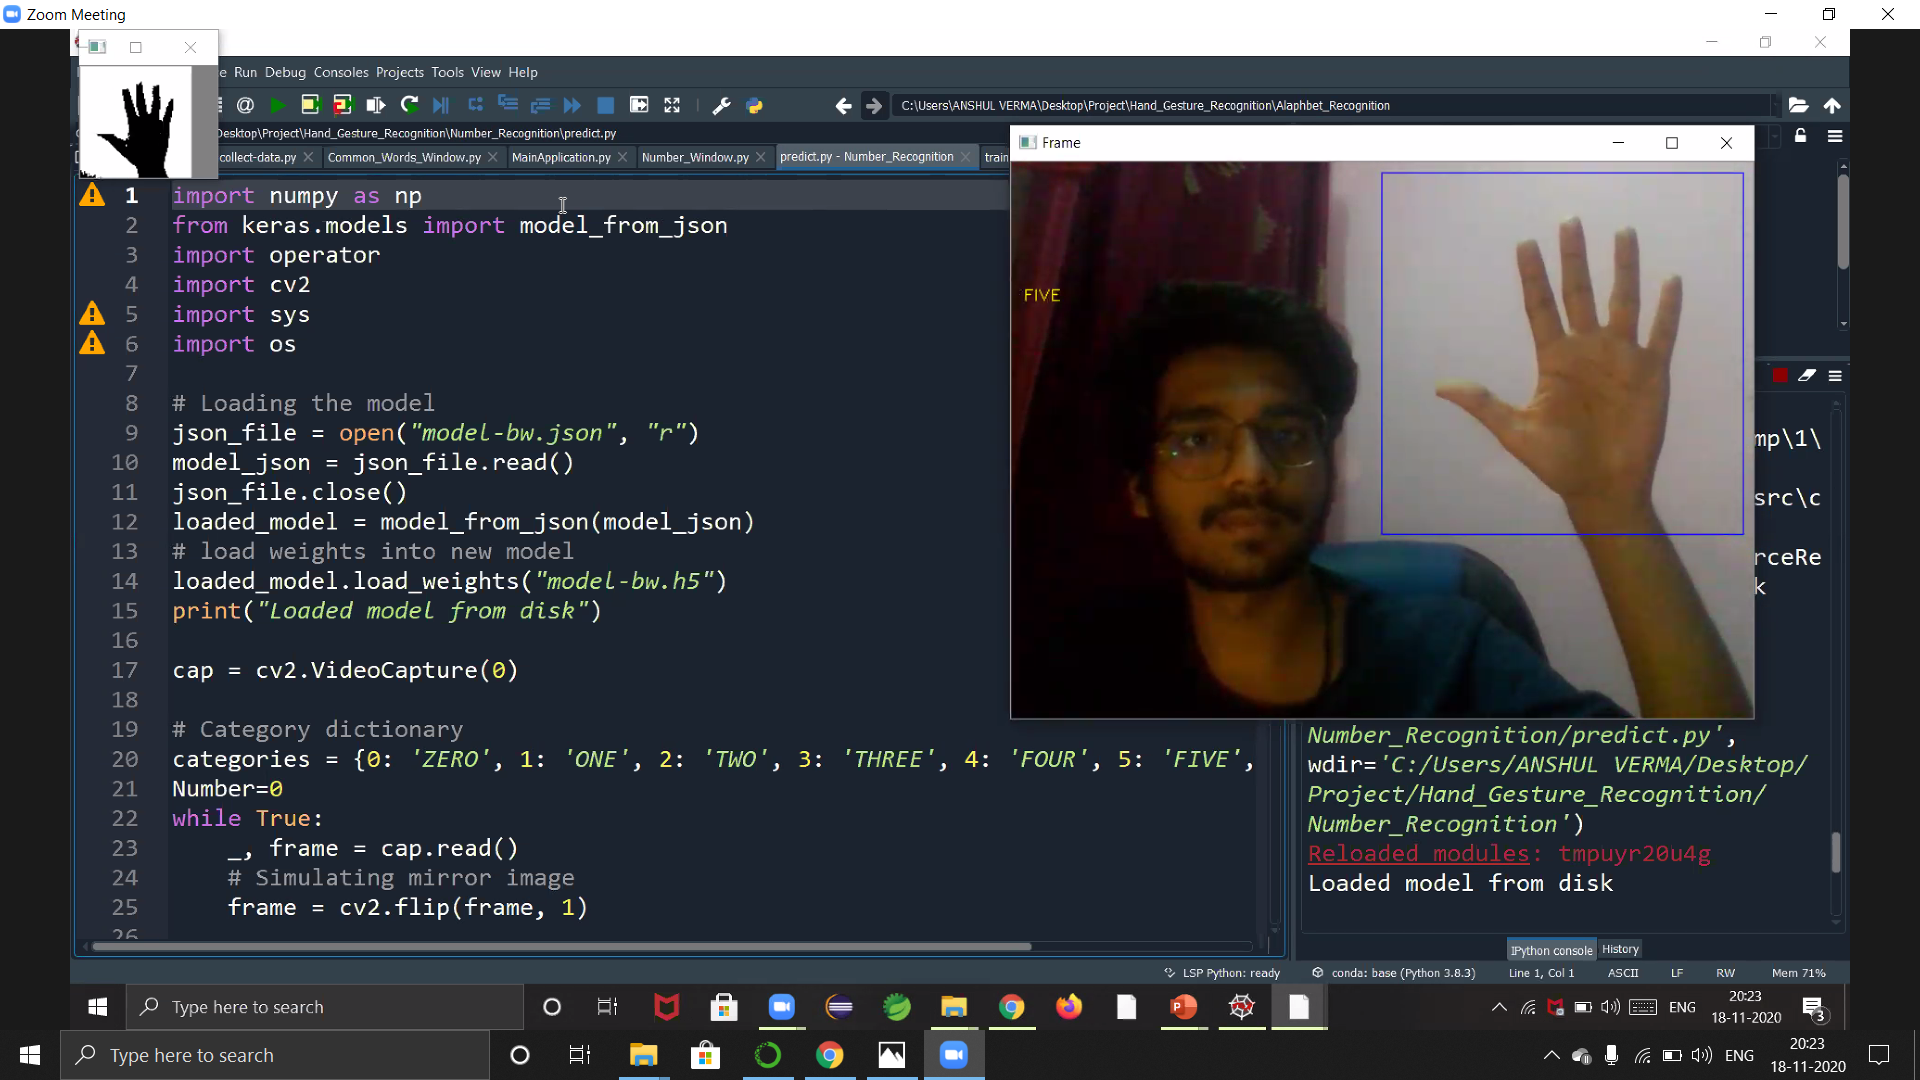 Zoom Meeting
e Run Debug Consoles Projects Tools View Help
C:\Users\ANSHUL VERMA\Desktop\Project\Hand_Gesture_Recognition\Alaphbet_Recognition
Desktop\Project\Hand_Gesture_Recognition\Number_Recognition\predict.py
collect-data.py Common_Words_Window.py MainApplication.py Number_Window.py predict.py - Number_Recognition train
Frame
FIVE
1 import numpy as np
2 from keras.models import model_from_json
3 import operator
4 import cv2
5 import sys
6 import os
7
8 # Loading the model
9 json_file = open("model-bw.json", "r")
10 model_json = json_file.read()
11 json_file.close()
12 loaded_model = model_from_json(model_json)
13 # load weights into new model
14 loaded_model.load_weights("model-bw.h5")
15 print("Loaded model from disk")
16
17 cap = cv2.VideoCapture(0)
18
19 # Category dictionary
20 categories = {0: 'ZERO', 1: 'ONE', 2: 'TWO', 3: 'THREE', 4: 'FOUR', 5: 'FIVE',
21 Number=0
22 while True:
23 _, frame = cap.read()
24 # Simulating mirror image
25 frame = cv2.flip(frame, 1)
26
mp\1\
src\c
rceRe
k
Number_Recognition/predict.py',
wdir='C:/Users/ANSHUL VERMA/Desktop/
Project/Hand_Gesture_Recognition/
Number_Recognition')
Reloaded modules: tmpuyr20u4g
Loaded model from disk
IPython console History
LSP Python: ready conda: base (Python 3.8.3) Line 1, Col 1 ASCII LF RW Mem 71%
Type here to search ENG 20:23
18-11-2020 3
Type here to search ENG 20:23
18-11-2020